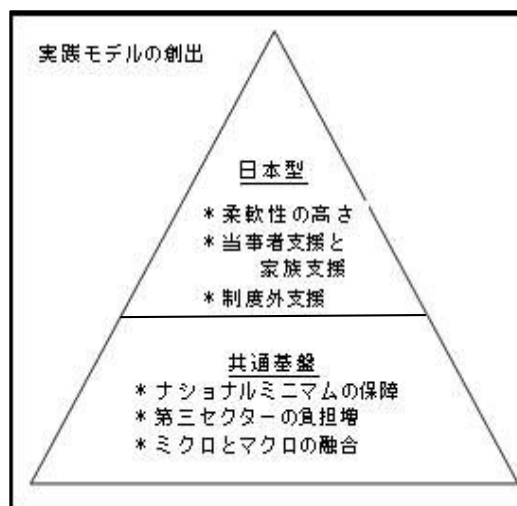 実践モデルの創出
日本型
* 柔軟性の高さ
* 当事者支援と
家族支援
* 制度外支援
共通基盤
* ナショナルミニマムの保障
* 第三セクターの負担増
* ミクロとマクロの融合